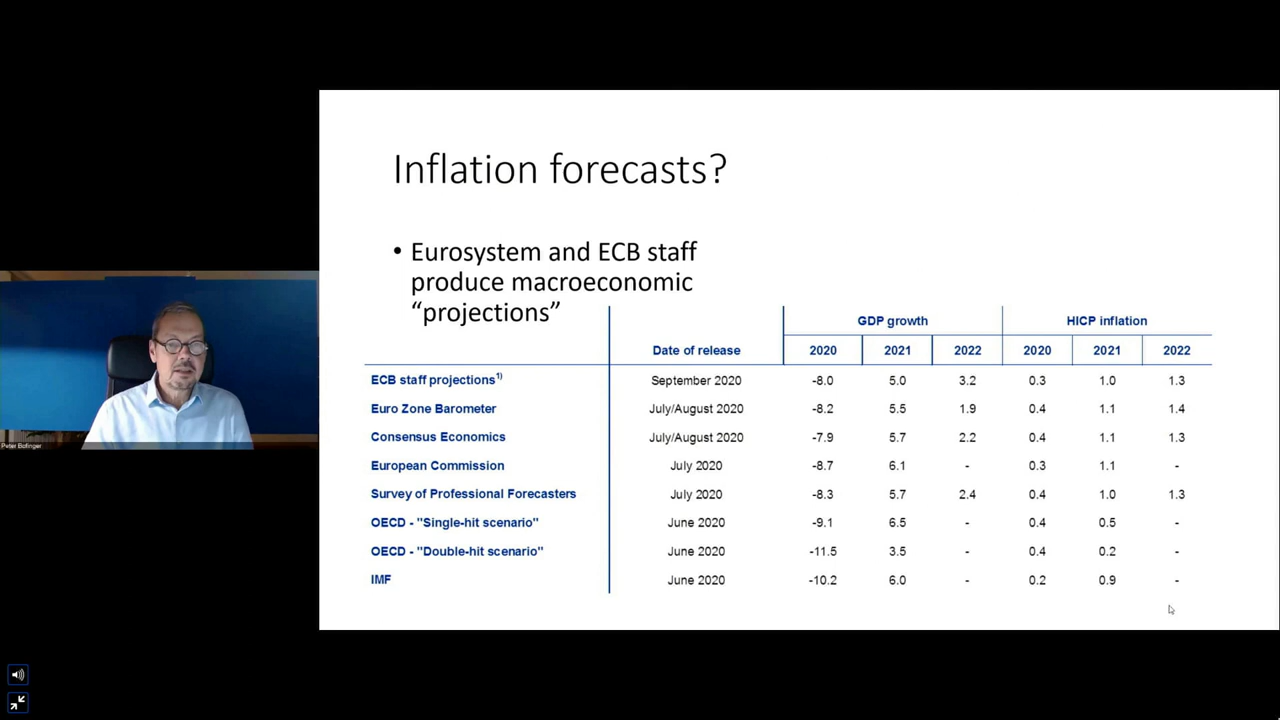 Inflation forecasts?
• Eurosystem and ECB staff
produce macroeconomic
“projections”
GDP growth HICP inflation
Date of release 2020 2021 2022 2020 2021 2022
ECB staff projections1) September 2020 -8.0 5.0 3.2 0.3 1.0 1.3
Euro Zone Barometer July/August 2020 -8.2 5.5 1.9 0.4 1.1 1.4
Consensus Economics July/August 2020 -7.9 5.7 2.2 0.4 1.1 1.3
European Commission July 2020 -8.7 6.1 - 0.3 1.1 -
Survey of Professional Forecasters July 2020 -8.3 5.7 2.4 0.4 1.0 1.3
OECD - "Single-hit scenario" June 2020 -9.1 6.5 - 0.4 0.5 -
OECD - "Double-hit scenario" June 2020 -11.5 3.5 - 0.4 0.2 -
IMF June 2020 -10.2 6.0 - 0.2 0.9 -
Peter Bofinger